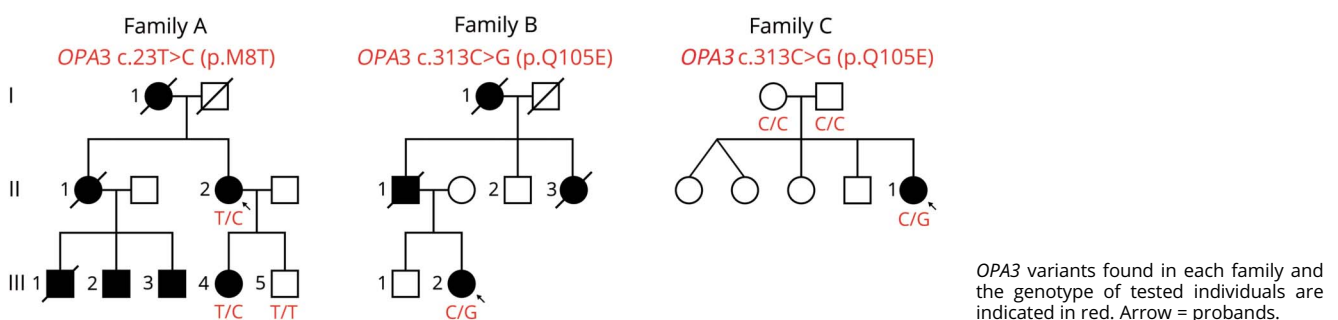 Family A
OPA3 c.23T>C (p.M8T)
Family B
OPA3 c.313C>G (p.Q105E)
Family C
OPA3 c.313C>G (p.Q105E)
I
1
1
C/C C/C
II
1
2
1
2
3
1
T/C
C/G
III
1
2
3
4
5
1
2
T/C T/T
C/G
OPA3 variants found in each family and
the genotype of tested individuals are
indicated in red. Arrow = probands.